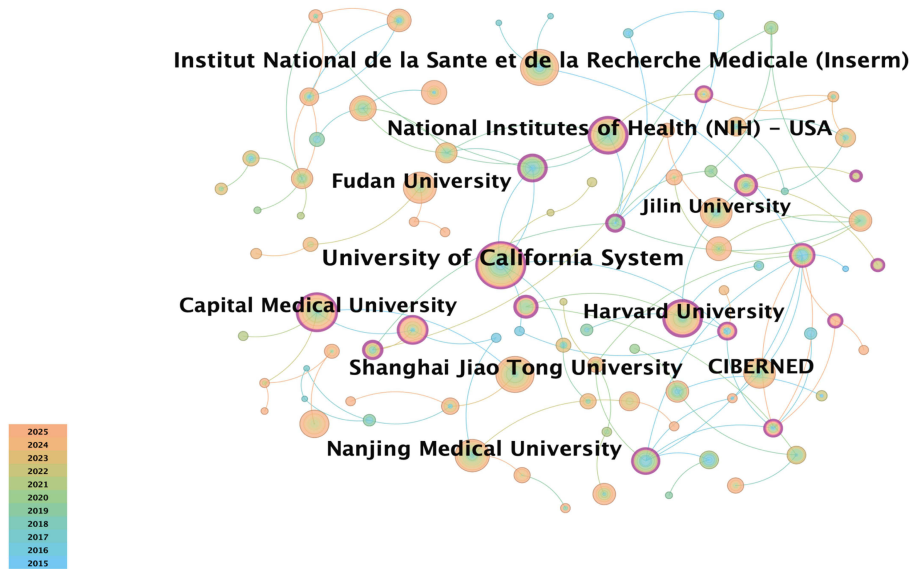 Institut National de la Sante et de la Recherche Medicale (Inserm)
National Institutes of Health (NIH) - USA
Fudan University
Jilin University
University of California System
Capital Medical University
Harvard University
Shanghai Jiao Tong University
CIBERNED
Nanjing Medical University
2025
2024
2023
2022
2021
2020
2019
2018
2017
2016
2015